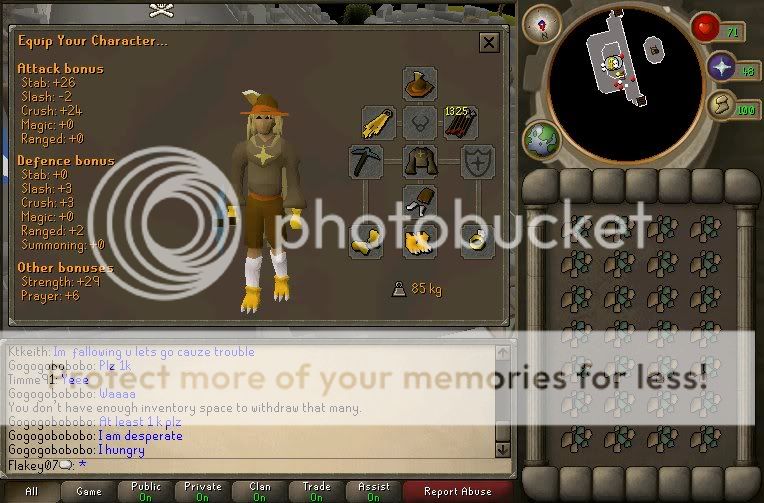 Equip Your Character...
Attack bonus
Stab: +26
Slash: -2
Crush: +24
Magic: +0
Ranged: +0
Defence bonus
Stab: +0
Slash: +3
Crush: +3
Magic: +0
Ranged: +2
Summoning: +0
Other bonuses
Strength: +29
Prayer: +6
1325
85 kg
N
71
48
100
photobucket
Protect more of your memories for less!
Ktkeith: Im fallowing u lets go cauze trouble
Gogogobobobo: Plz 1k
Yeee
Gogogobobobo: Waaaa
You don't have enough inventory space to withdraw that many.
Gogogobobobo: At least 1 k plz
Gogogobobobo: I am desperate
Gogogobobobo: I hungry
Flakey07: *
All
Game
Public
On
Private
On
Clan
On
Trade
On
Assist
On
Report Abuse